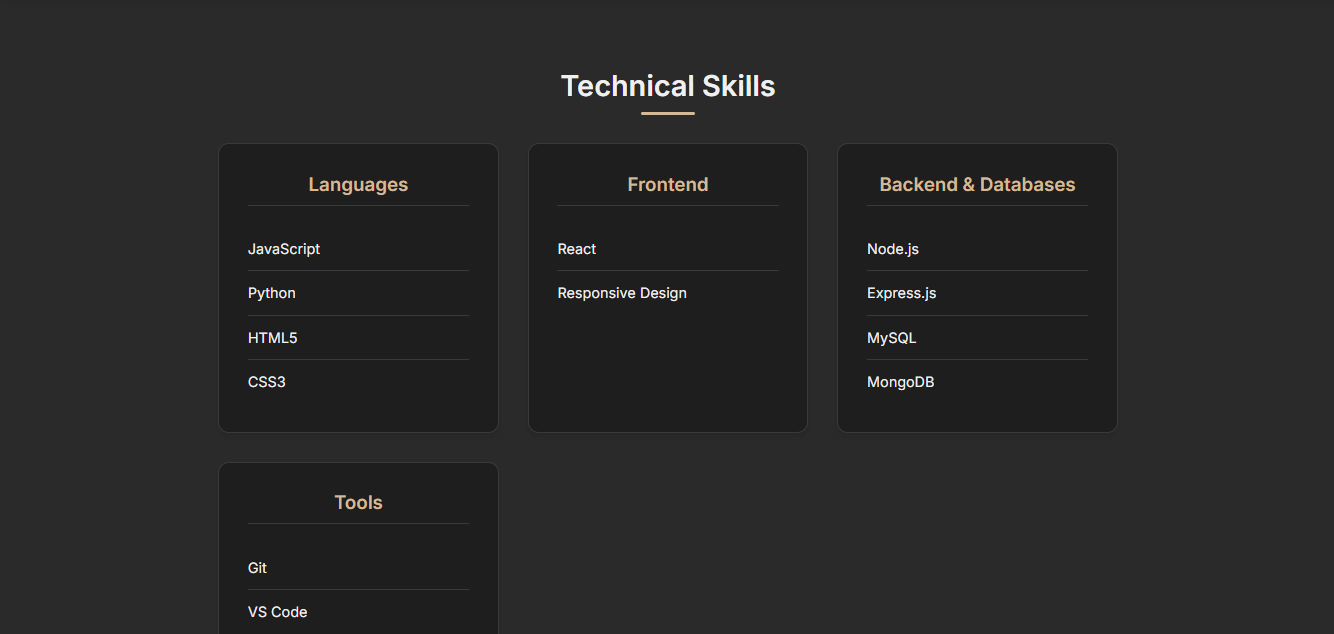 Technical Skills
Languages
JavaScript
Python
HTML5
CSS3
Frontend
React
Responsive Design
Backend & Databases
Node.js
Express.js
MySQL
MongoDB
Tools
Git
VS Code